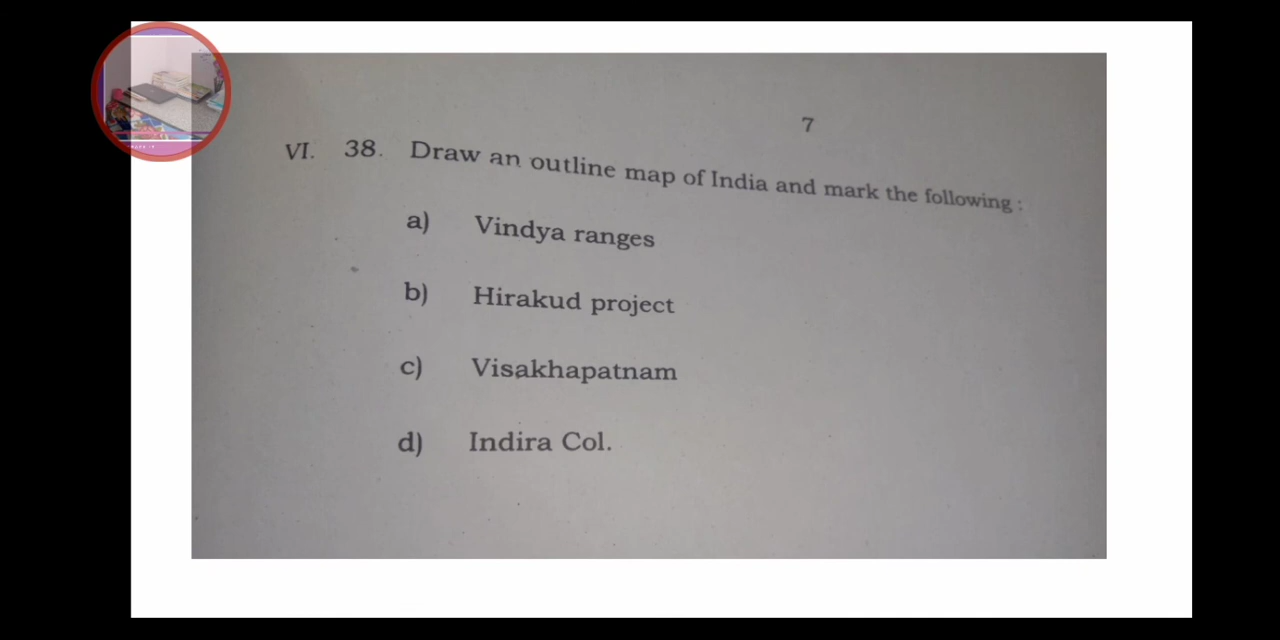 7
VI. 38. Draw an outline map of India and mark the following :
a) Vindya ranges
b) Hirakud project
c) Visakhapatnam
d) Indira Col.